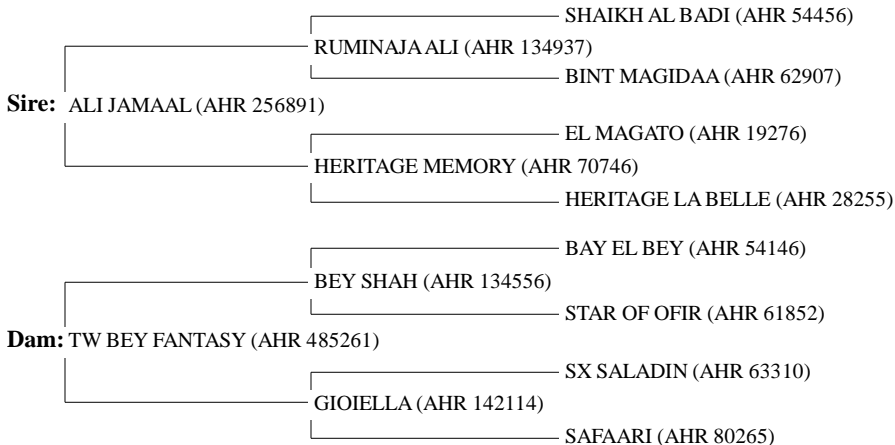 SHAIKH AL BADI (AHR 54456)
RUMINAJA ALI (AHR 134937)
BINT MAGIDAA (AHR 62907)
Sire: ALI JAMAAL (AHR 256891)
EL MAGATO (AHR 19276)
HERITAGE MEMORY (AHR 70746)
HERITAGE LA BELLE (AHR 28255)
BAY EL BEY (AHR 54146)
BEY SHAH (AHR 134556)
STAR OF OFIR (AHR 61852)
Dam: TW BEY FANTASY (AHR 485261)
SX SALADIN (AHR 63310)
GIOIELLA (AHR 142114)
SAFAARI (AHR 80265)